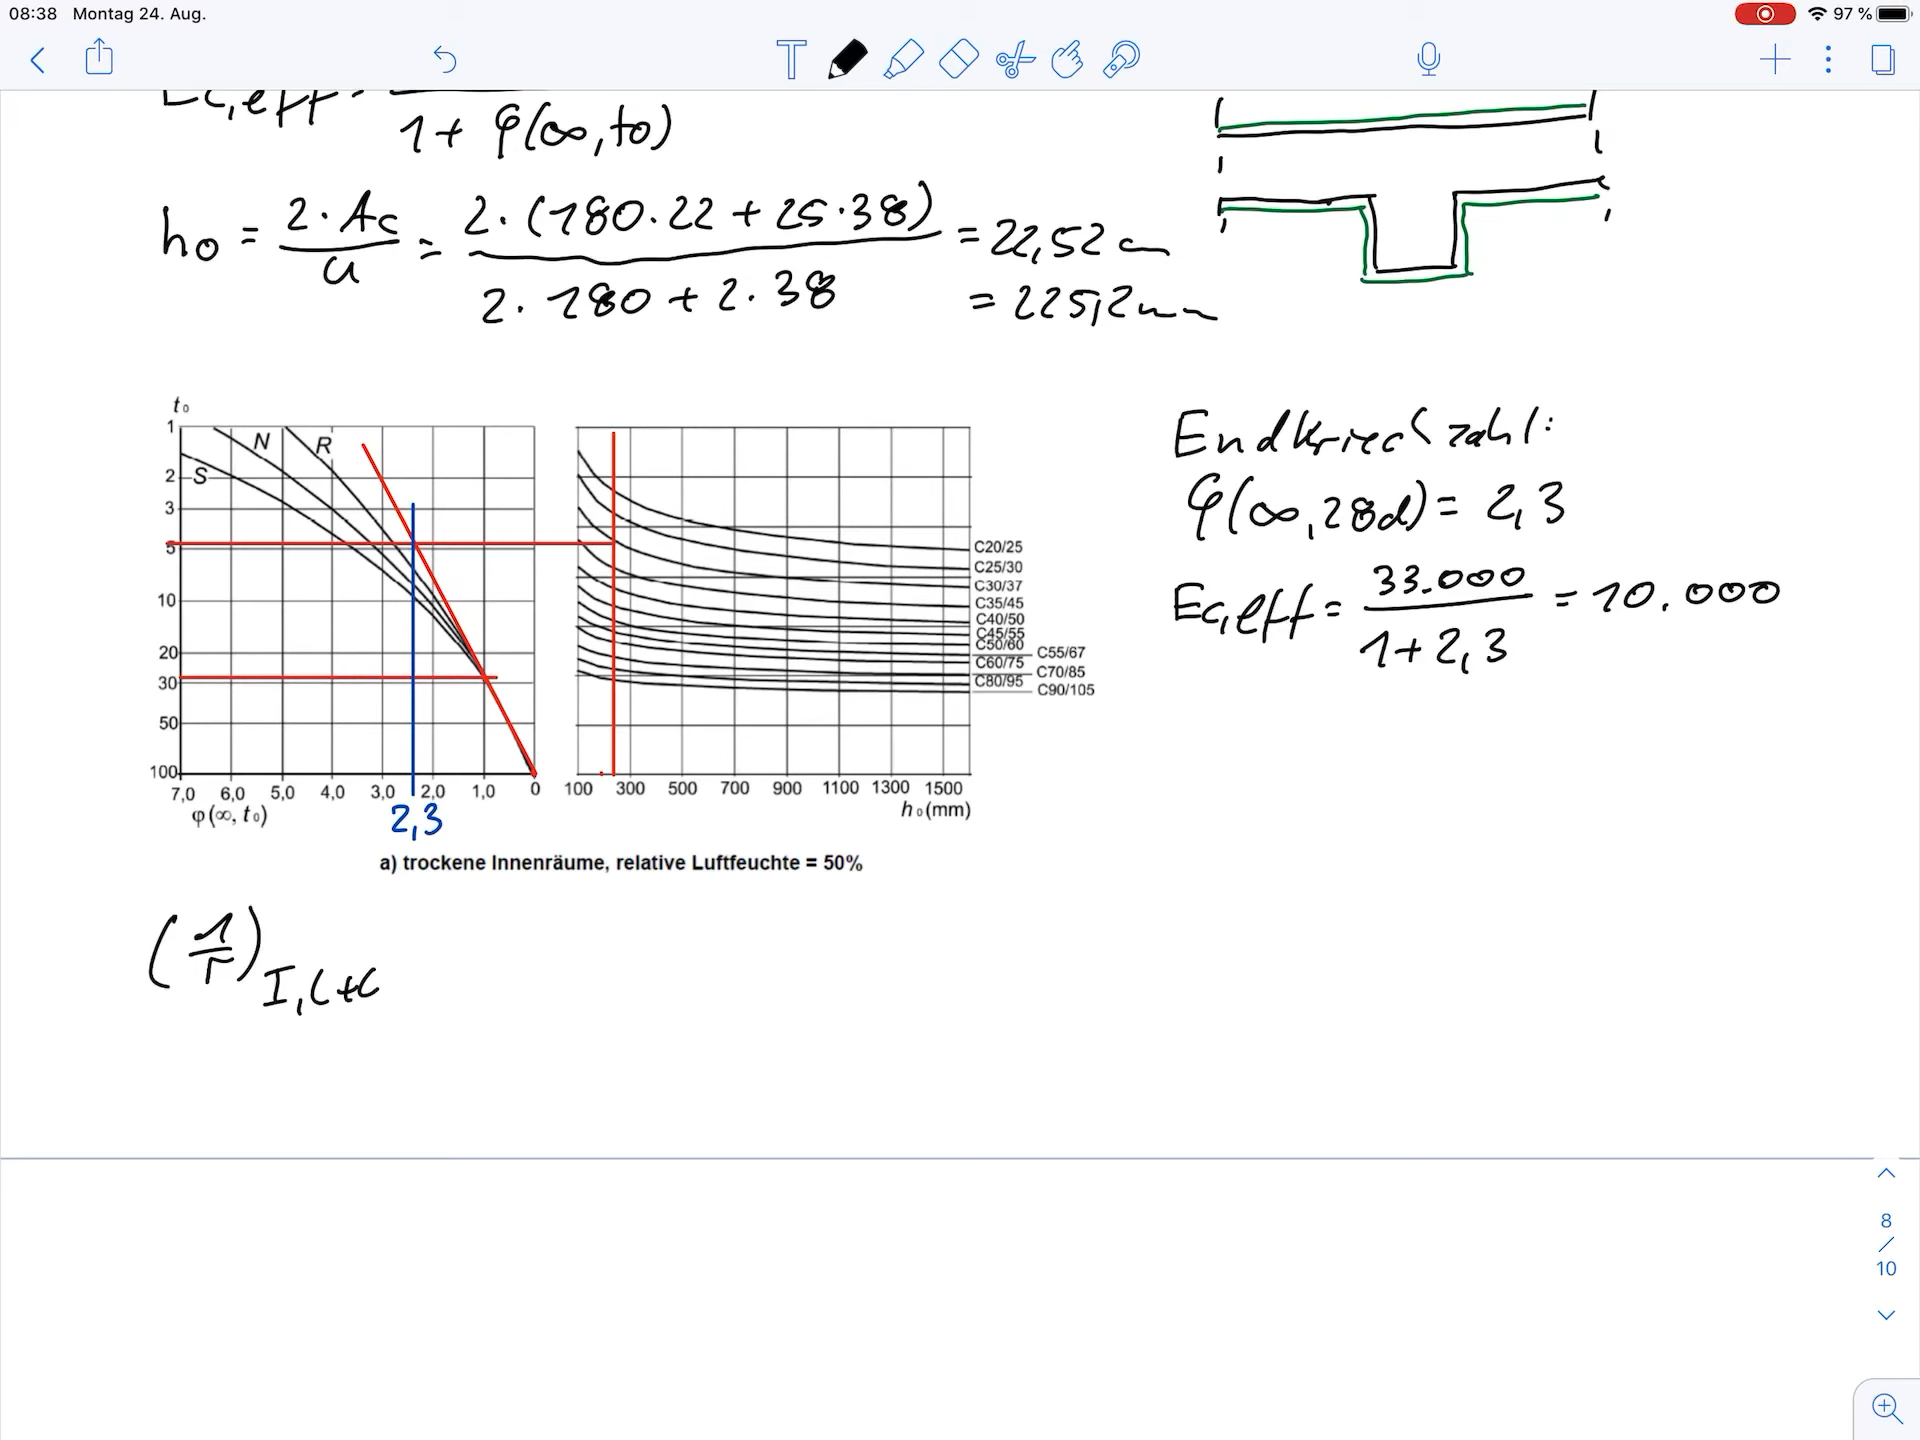 08:38 Montag 24. Aug. 97 %
Ec,eff =
1 + φ(∞,to)
ho = 2·Ac / u = 2·(180·22 + 25·38) / 2·180 + 2·38 = 22,52 cm
= 225,2 mm
t0
1
2
3
5
10
20
30
50
100
S
N
R
7,0 6,0 5,0 4,0 3,0 2,0 1,0 0
φ(∞, t0)
2,3
C20/25
C25/30
C30/37
C35/45
C40/50
C45/55
C50/60
C55/67
C60/75
C70/85
C80/95
C90/105
100 300 500 700 900 1100 1300 1500
h0(mm)
a) trockene Innenräume, relative Luftfeuchte = 50%
Endkriechzahl:
φ(∞,28d) = 2,3
Ec,eff = 33.000 / 1+2,3 = 10.000
(1/r) I,c+c
8
/
10